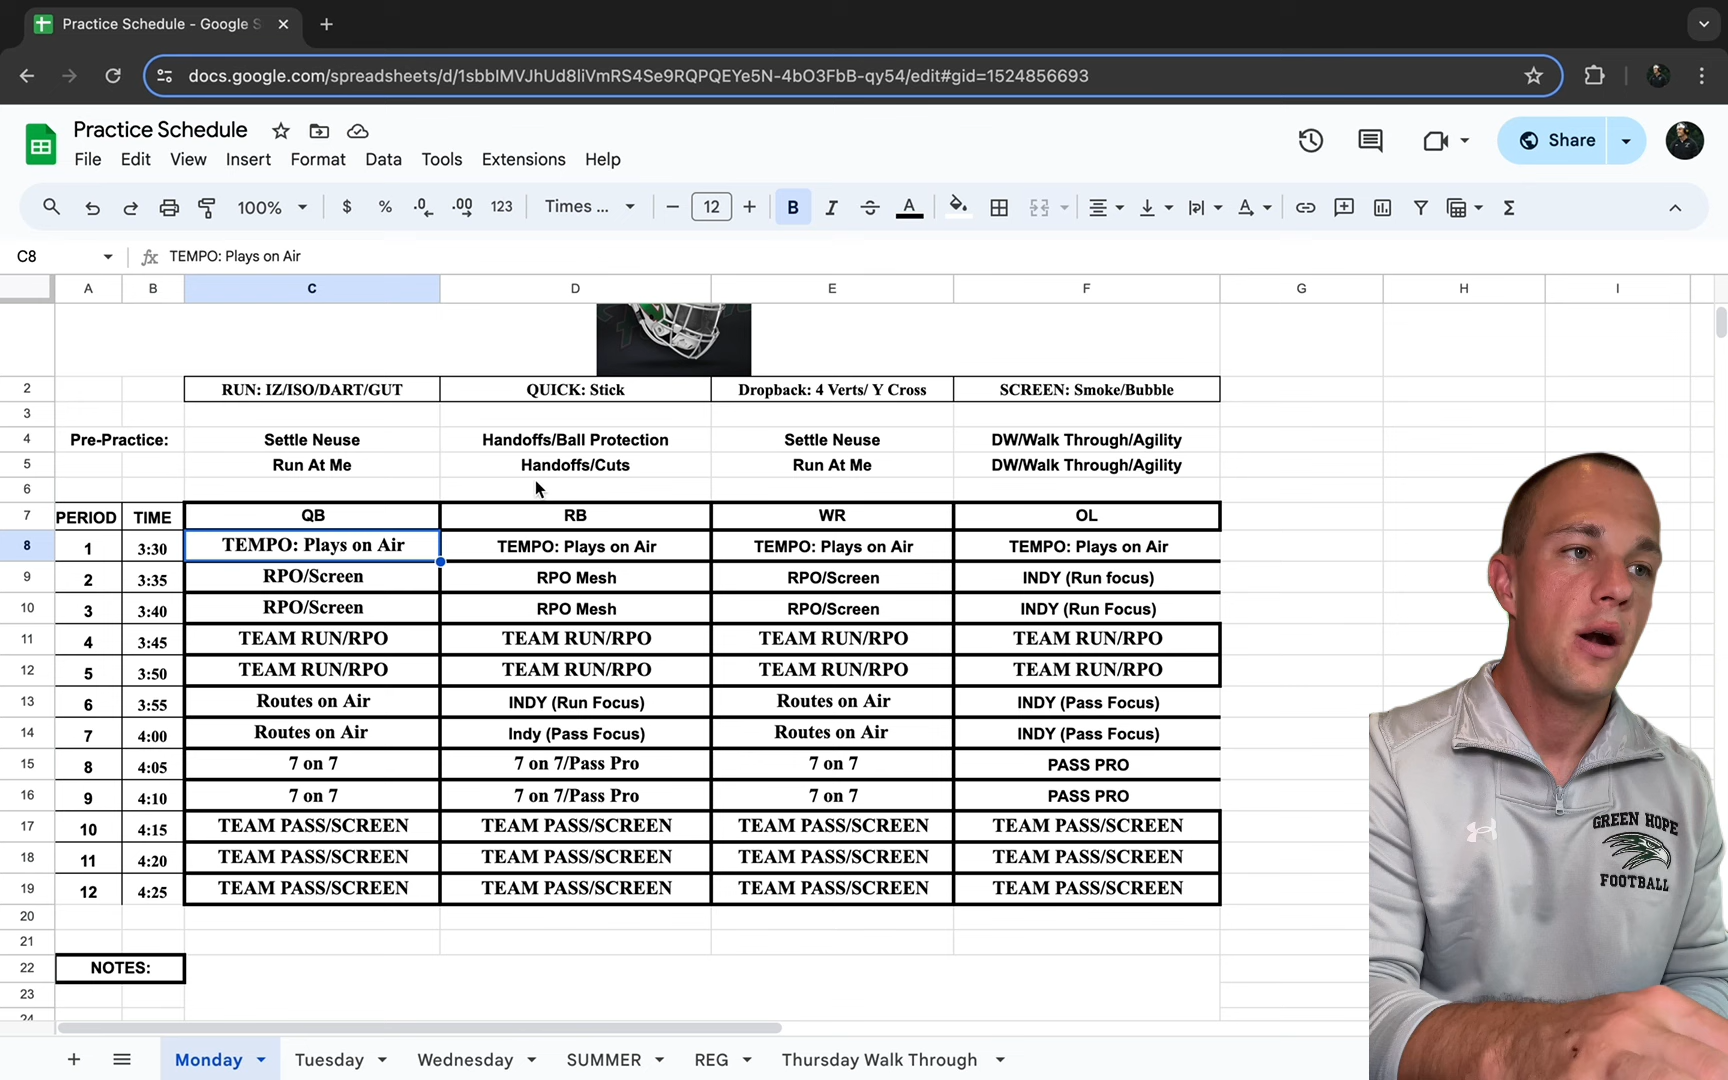 Practice Schedule - Google S
docs.google.com/spreadsheets/d/1sbbIMVJhUd8liVmRS4Se9RQPQEYe5N-4bO3FbB-qy54/edit#gid=1524856693
Practice Schedule
File Edit View Insert Format Data Tools Extensions Help
Share
100% $ % .0 .00 123 Times ... 12 B I A
C8 fx TEMPO: Plays on Air
A B C D E F G H I
2 RUN: IZ/ISO/DART/GUT QUICK: Stick Dropback: 4 Verts/ Y Cross SCREEN: Smoke/Bubble
3
4 Pre-Practice: Settle Neuse Handoffs/Ball Protection Settle Neuse DW/Walk Through/Agility
5 Run At Me Handoffs/Cuts Run At Me DW/Walk Through/Agility
6
7 PERIOD TIME QB RB WR OL
8 1 3:30 TEMPO: Plays on Air TEMPO: Plays on Air TEMPO: Plays on Air TEMPO: Plays on Air
9 2 3:35 RPO/Screen RPO Mesh RPO/Screen INDY (Run focus)
10 3 3:40 RPO/Screen RPO Mesh RPO/Screen INDY (Run Focus)
11 4 3:45 TEAM RUN/RPO TEAM RUN/RPO TEAM RUN/RPO TEAM RUN/RPO
12 5 3:50 TEAM RUN/RPO TEAM RUN/RPO TEAM RUN/RPO TEAM RUN/RPO
13 6 3:55 Routes on Air INDY (Run Focus) Routes on Air INDY (Pass Focus)
14 7 4:00 Routes on Air Indy (Pass Focus) Routes on Air INDY (Pass Focus)
15 8 4:05 7 on 7 7 on 7/Pass Pro 7 on 7 PASS PRO
16 9 4:10 7 on 7 7 on 7/Pass Pro 7 on 7 PASS PRO
17 10 4:15 TEAM PASS/SCREEN TEAM PASS/SCREEN TEAM PASS/SCREEN TEAM PASS/SCREEN
18 11 4:20 TEAM PASS/SCREEN TEAM PASS/SCREEN TEAM PASS/SCREEN TEAM PASS/SCREEN
19 12 4:25 TEAM PASS/SCREEN TEAM PASS/SCREEN TEAM PASS/SCREEN TEAM PASS/SCREEN
20
21
22 NOTES:
23
24
GREEN HOPE
FOOTBALL
Monday Tuesday Wednesday SUMMER REG Thursday Walk Through